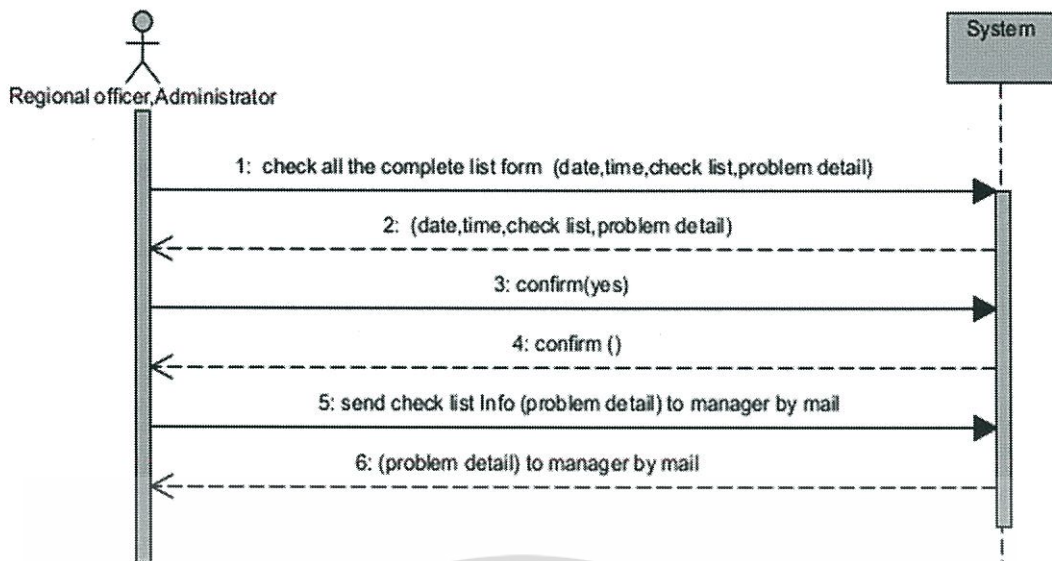 System
Regional officer,Administrator
1: check all the complete list form (date,time,check list,problem detail)
2: (date,time,check list,problem detail)
3: confirm(yes)
4: confirm ()
5: send check list Info (problem detail) to manager by mail
6: (problem detail) to manager by mail